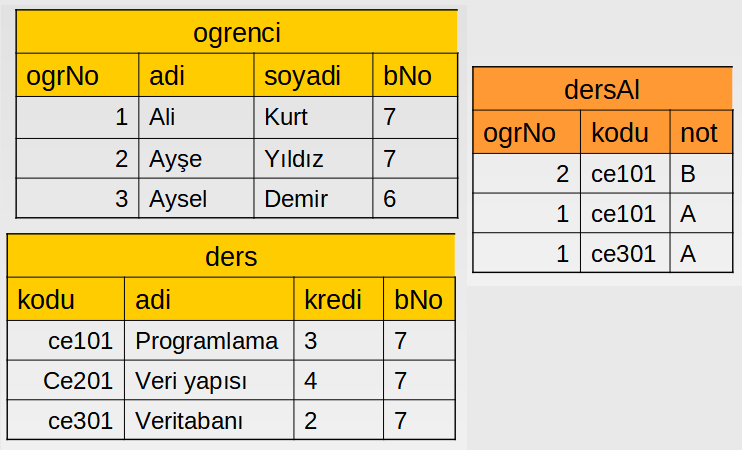 ogrenci
ogrNo adi soyadi bNo
1 Ali Kurt 7
2 Ayşe Yıldız 7
3 Aysel Demir 6
ders
kodu adi kredi bNo
ce101 Programlama 3 7
Ce201 Veri yapısı 4 7
ce301 Veritabanı 2 7
dersAl
ogrNo kodu not
2 ce101 B
1 ce101 A
1 ce301 A